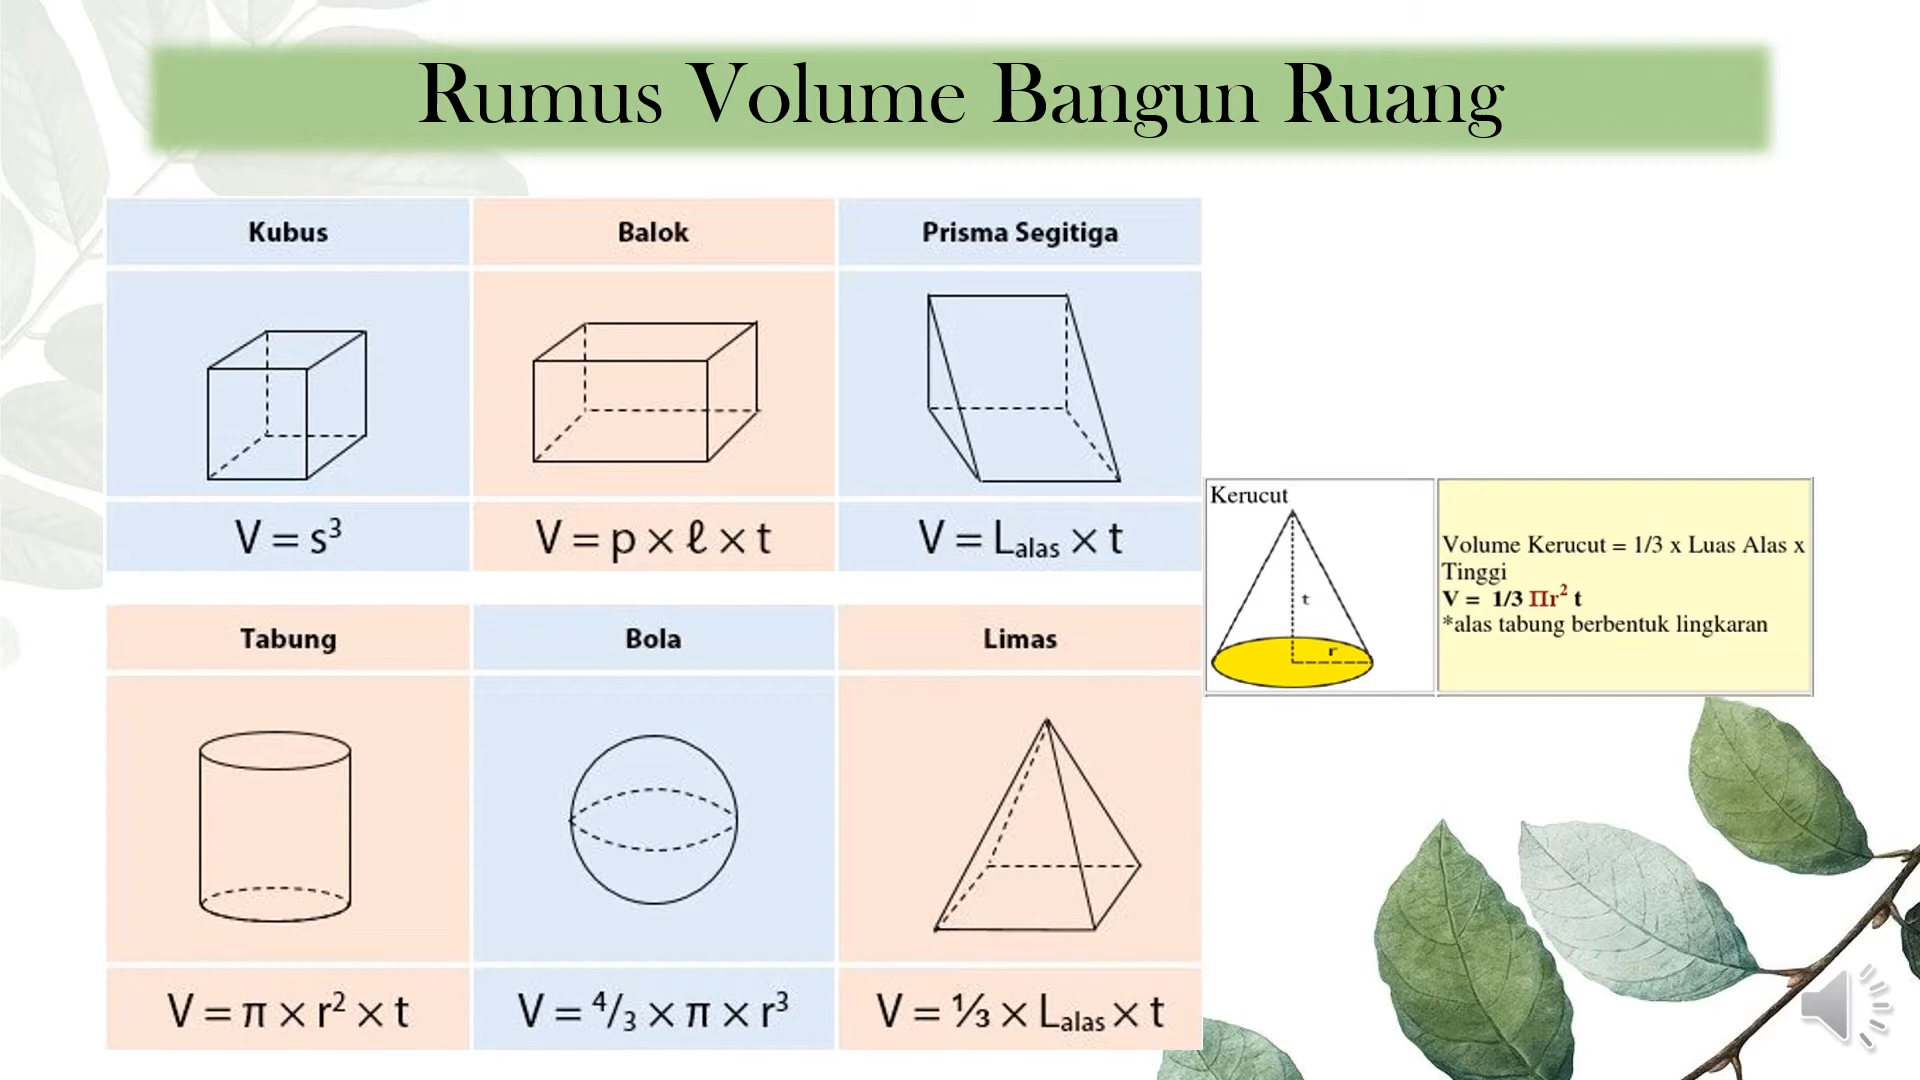 Rumus Volume Bangun Ruang
Kubus
Balok
Prisma Segitiga
V = s³
V = p × ℓ × t
V = Lalas × t
Kerucut
t
r
Volume Kerucut = 1/3 x Luas Alas x
Tinggi
V = 1/3 Πr² t
*alas tabung berbentuk lingkaran
Tabung
Bola
Limas
V = π × r² × t
V = ⁴/₃ × π × r³
V = ⅓ × Lalas × t